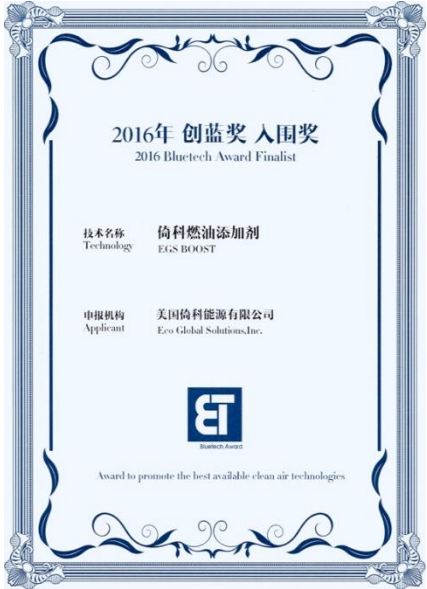 2016年 创蓝奖 入围奖
2016 Bluetech Award Finalist
技术名称 倚科燃油添加剂
Technology EGS BOOST
申报机构 美国倚科能源有限公司
Applicant Eco Global Solutions,Inc.
BT
Bluetech Award
Award to promote the best available clean air technologies